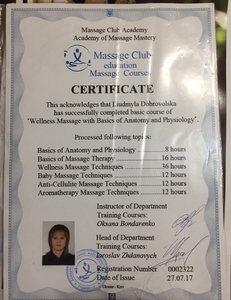 Massage Club Academy
Academy of Massage Mastery
Massage Club
education
Massage Courses
CERTIFICATE
This acknowledges that Liudmyla Dobrovolska
has successfully completed basic course of
"Wellness Massage with Basics of Anatomy and Physiology".
Processed following topics:
Basics of Anatomy and Physiology 8 hours
Basics of Massage Therapy 16 hours
Wellness Massage Techniques 36 hours
Baby Massage Techniques 12 hours
Anti-Cellulite Massage Techniques 12 hours
Aromatherapy Massage Techniques 12 hours
Instructor of Department
Training Courses:
Oksana Bondarenko
Head of Department
Training Courses:
Yaroslav Zhdanovych
Registration Number 0002322
Date of Issue 27.07.17